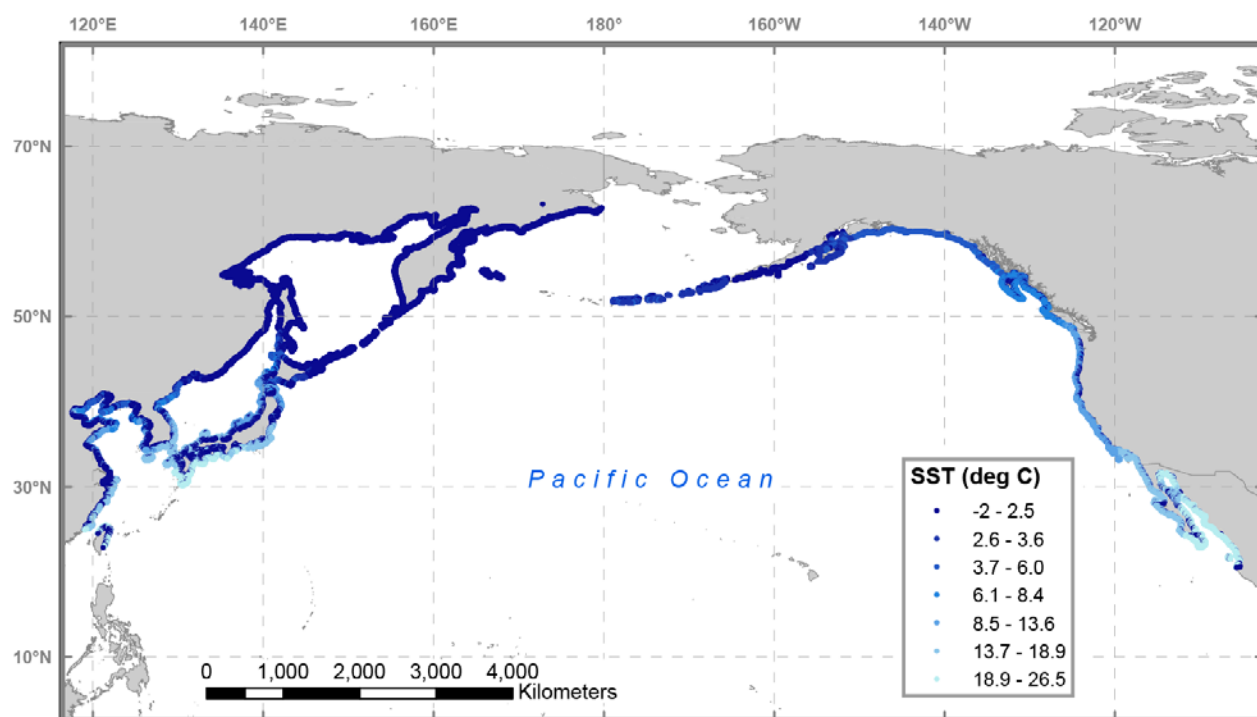 120°E 140°E 160°E 180° 160°W 140°W 120°W
70°N
50°N
30°N
10°N
Pacific Ocean
SST (deg C)
-2 - 2.5
2.6 - 3.6
3.7 - 6.0
6.1 - 8.4
8.5 - 13.6
13.7 - 18.9
18.9 - 26.5
0 1,000 2,000 3,000 4,000
Kilometers